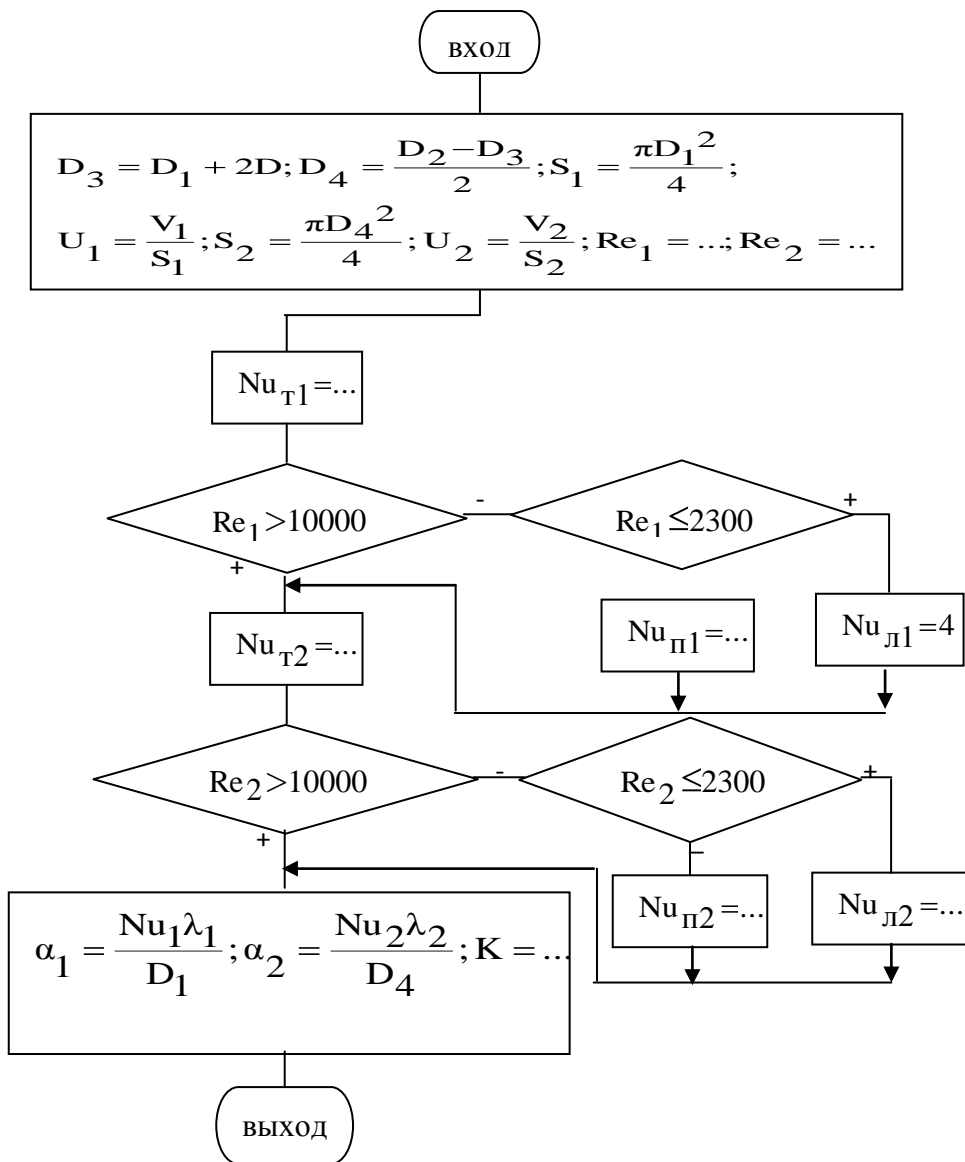 вход
D₃ = D₁ + 2D; D₄ = (D₂−D₃)/2; S₁ = πD₁²/4;
U₁ = V₁/S₁; S₂ = πD₄²/4; U₂ = V₂/S₂; Re₁ = ...; Re₂ = ...
Nuт1=...
Re₁>10000
-
Re₁≤2300
+
+
Nuт2=...
Nuп1=...
Nuл1=4
Re₂>10000
-
Re₂≤2300
+
+
–
Nuп2=...
Nuл2=...
α₁ = Nu₁λ₁/D₁; α₂ = Nu₂λ₂/D₄; K = ...
выход